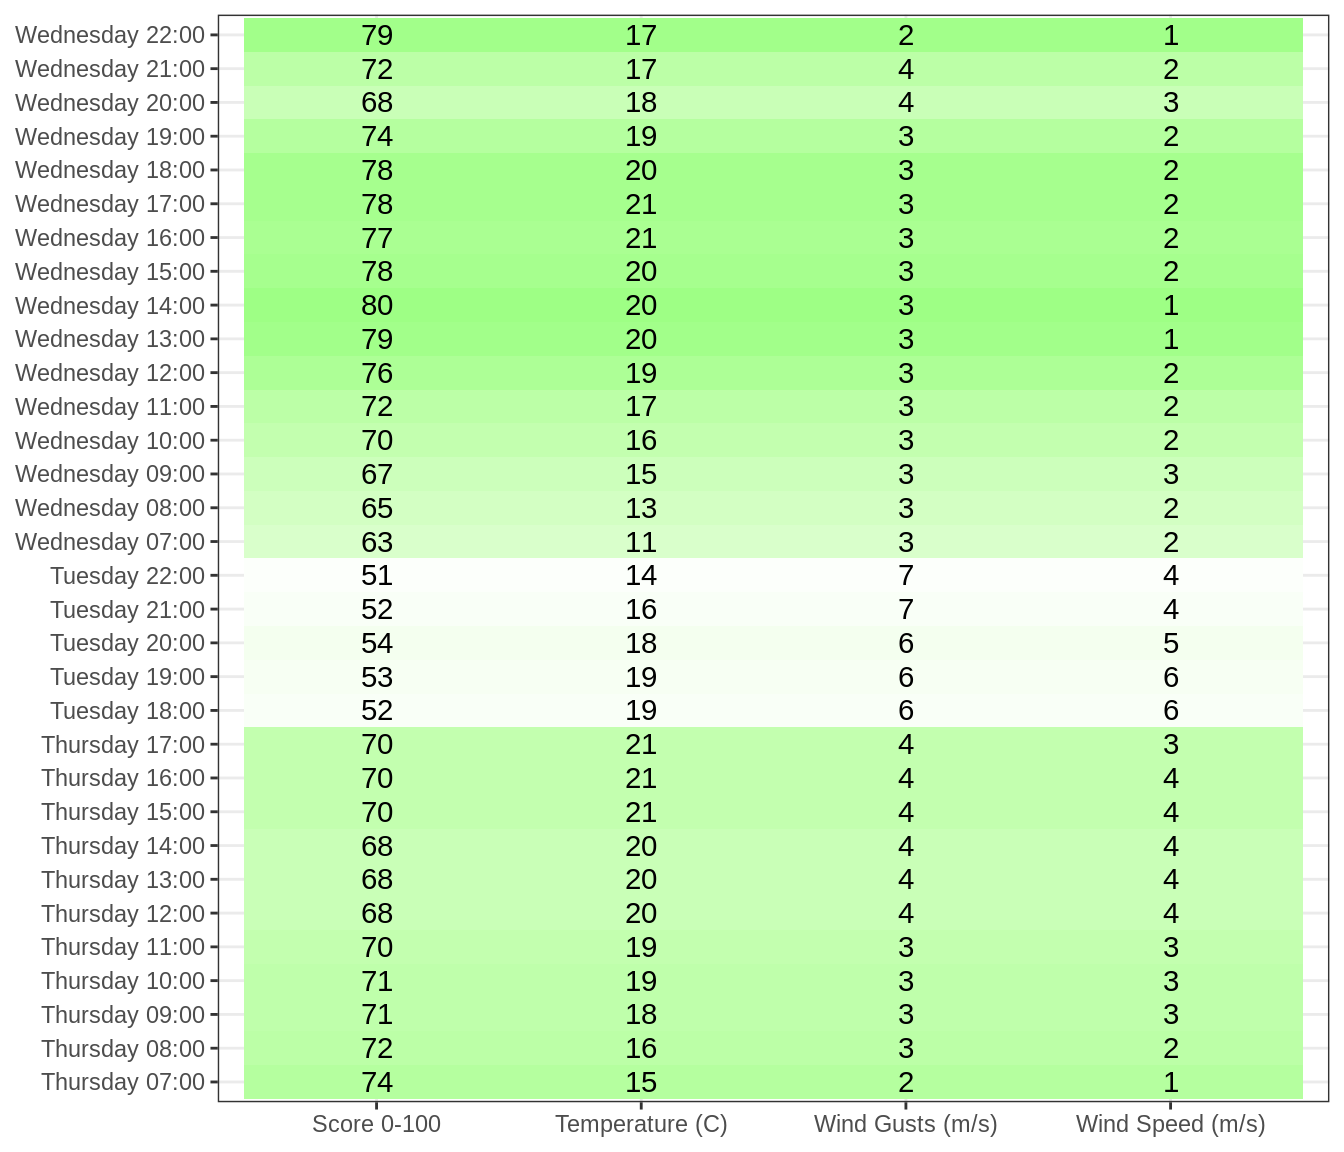 Wednesday 22:00 79 17 2 1
Wednesday 21:00 72 17 4 2
Wednesday 20:00 68 18 4 3
Wednesday 19:00 74 19 3 2
Wednesday 18:00 78 20 3 2
Wednesday 17:00 78 21 3 2
Wednesday 16:00 77 21 3 2
Wednesday 15:00 78 20 3 2
Wednesday 14:00 80 20 3 1
Wednesday 13:00 79 20 3 1
Wednesday 12:00 76 19 3 2
Wednesday 11:00 72 17 3 2
Wednesday 10:00 70 16 3 2
Wednesday 09:00 67 15 3 3
Wednesday 08:00 65 13 3 2
Wednesday 07:00 63 11 3 2
Tuesday 22:00 51 14 7 4
Tuesday 21:00 52 16 7 4
Tuesday 20:00 54 18 6 5
Tuesday 19:00 53 19 6 6
Tuesday 18:00 52 19 6 6
Thursday 17:00 70 21 4 3
Thursday 16:00 70 21 4 4
Thursday 15:00 70 21 4 4
Thursday 14:00 68 20 4 4
Thursday 13:00 68 20 4 4
Thursday 12:00 68 20 4 4
Thursday 11:00 70 19 3 3
Thursday 10:00 71 19 3 3
Thursday 09:00 71 18 3 3
Thursday 08:00 72 16 3 2
Thursday 07:00 74 15 2 1
Score 0-100 Temperature (C) Wind Gusts (m/s) Wind Speed (m/s)